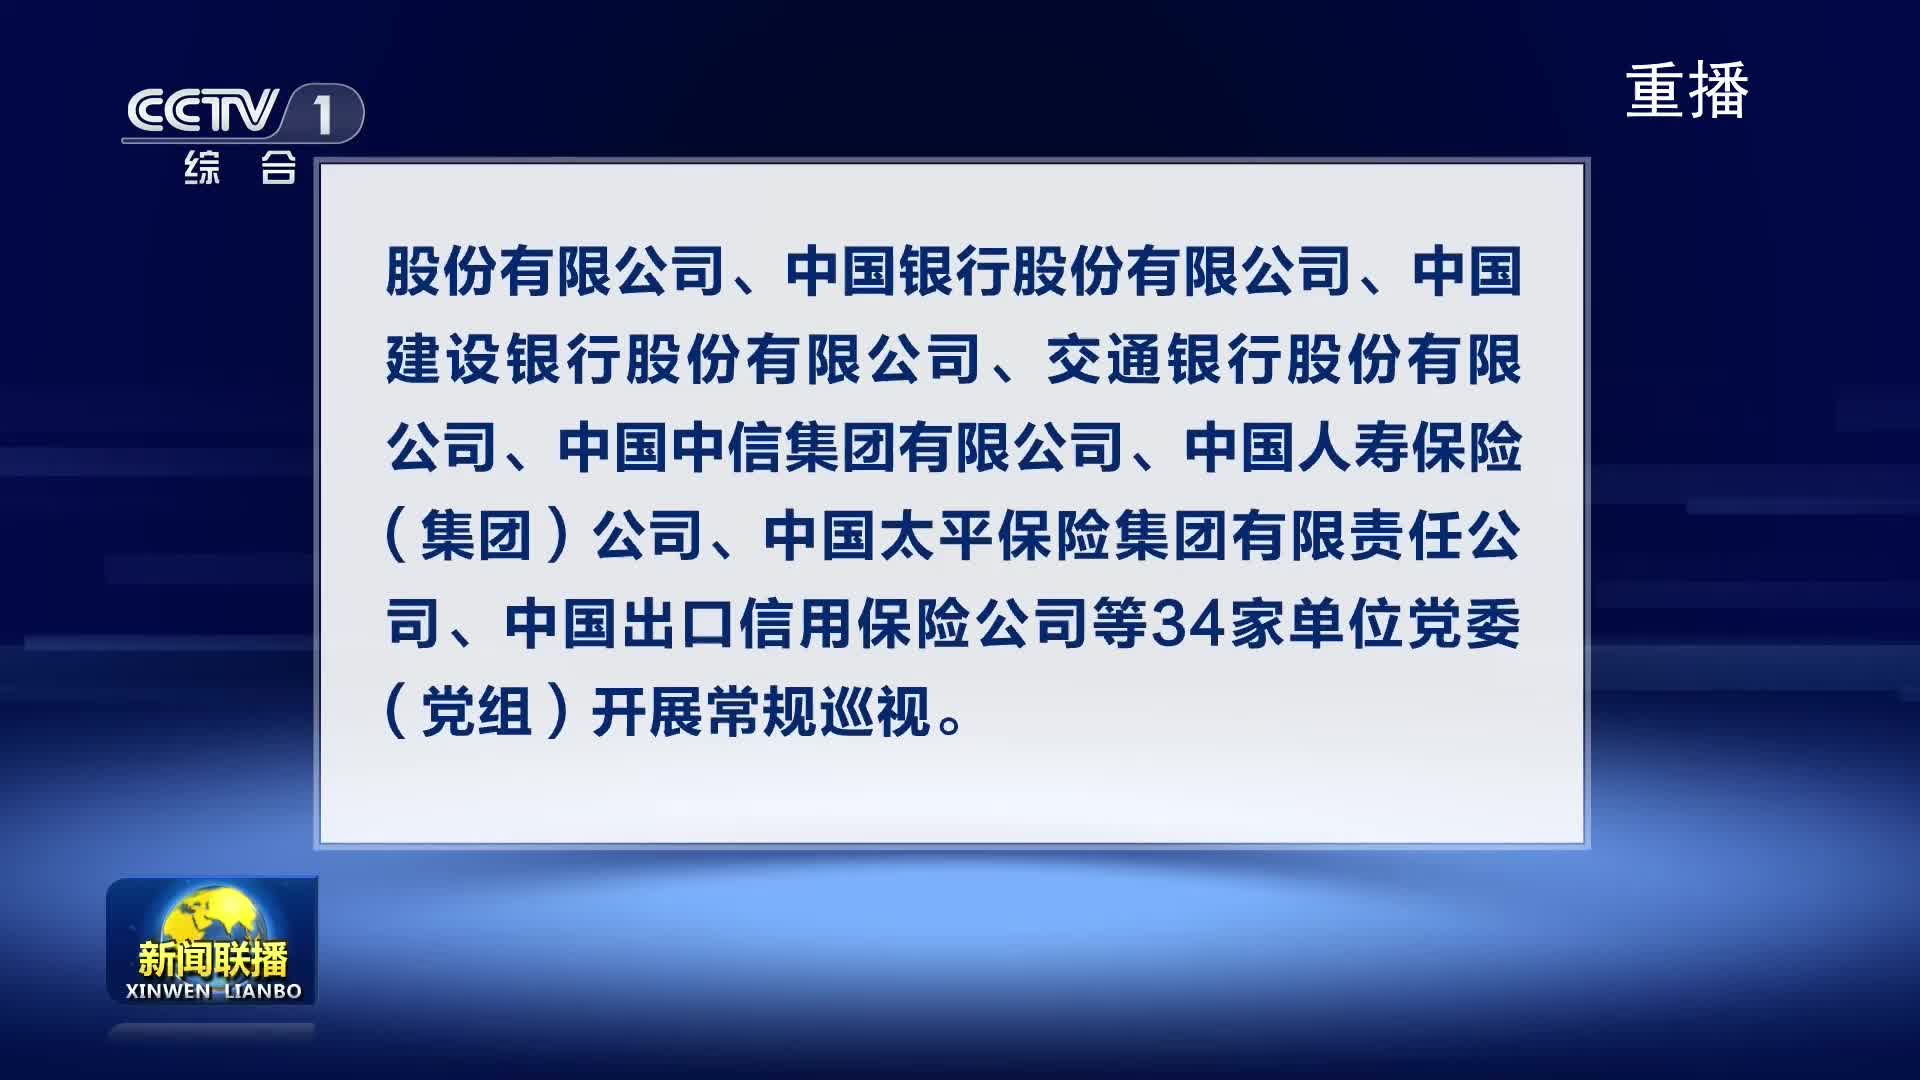 重播
CCTV 1
综 合
股份有限公司、中国银行股份有限公司、中国
建设银行股份有限公司、交通银行股份有限
公司、中国中信集团有限公司、中国人寿保险
（集团）公司、中国太平保险集团有限责任公
司、中国出口信用保险公司等34家单位党委
（党组）开展常规巡视。
新闻联播
XINWEN LIANBO